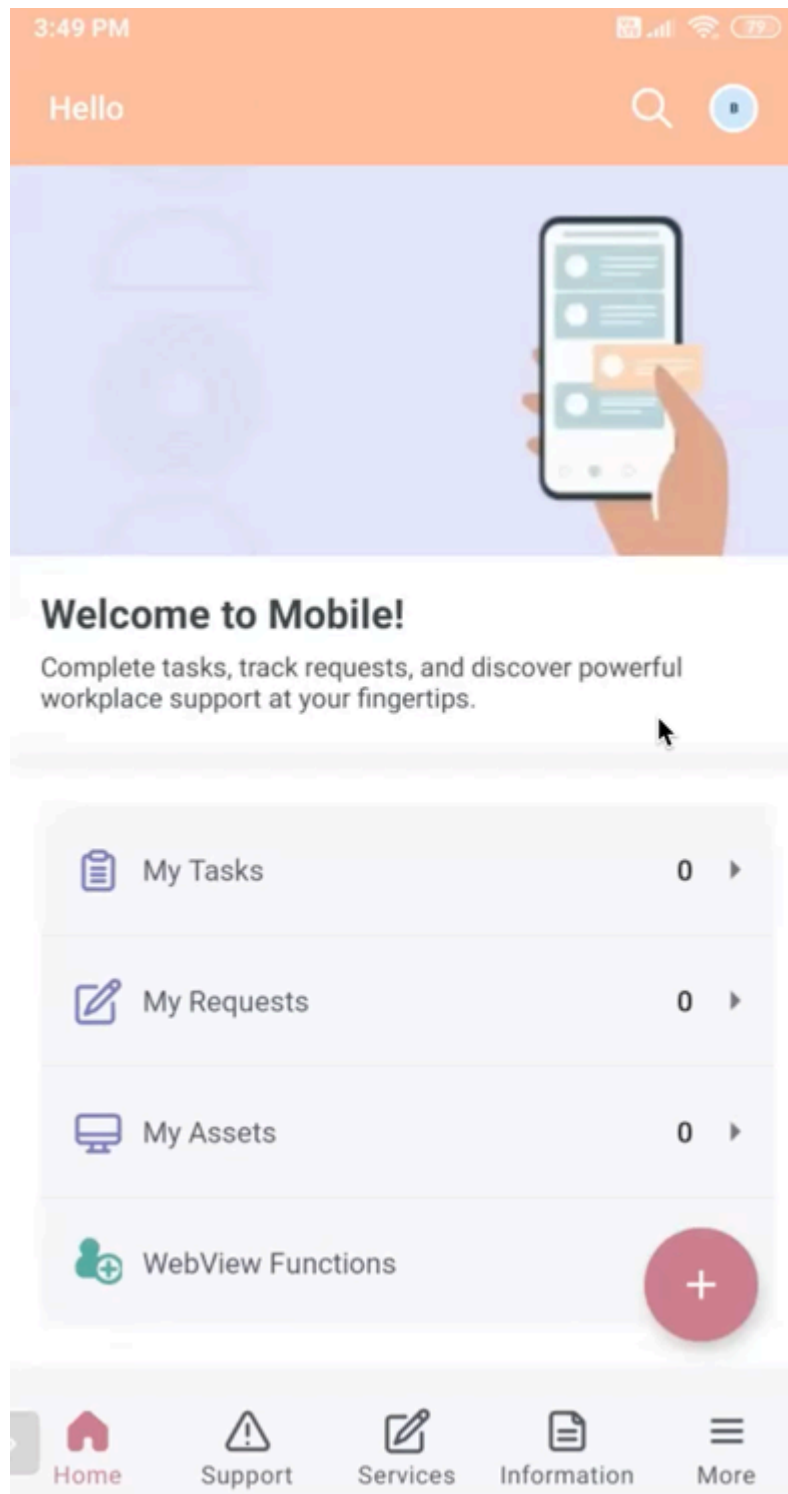 3:49 PM
79
Hello
B
Welcome to Mobile!
Complete tasks, track requests, and discover powerful
workplace support at your fingertips.
My Tasks 0
My Requests 0
My Assets 0
WebView Functions
+
Home Support Services Information More